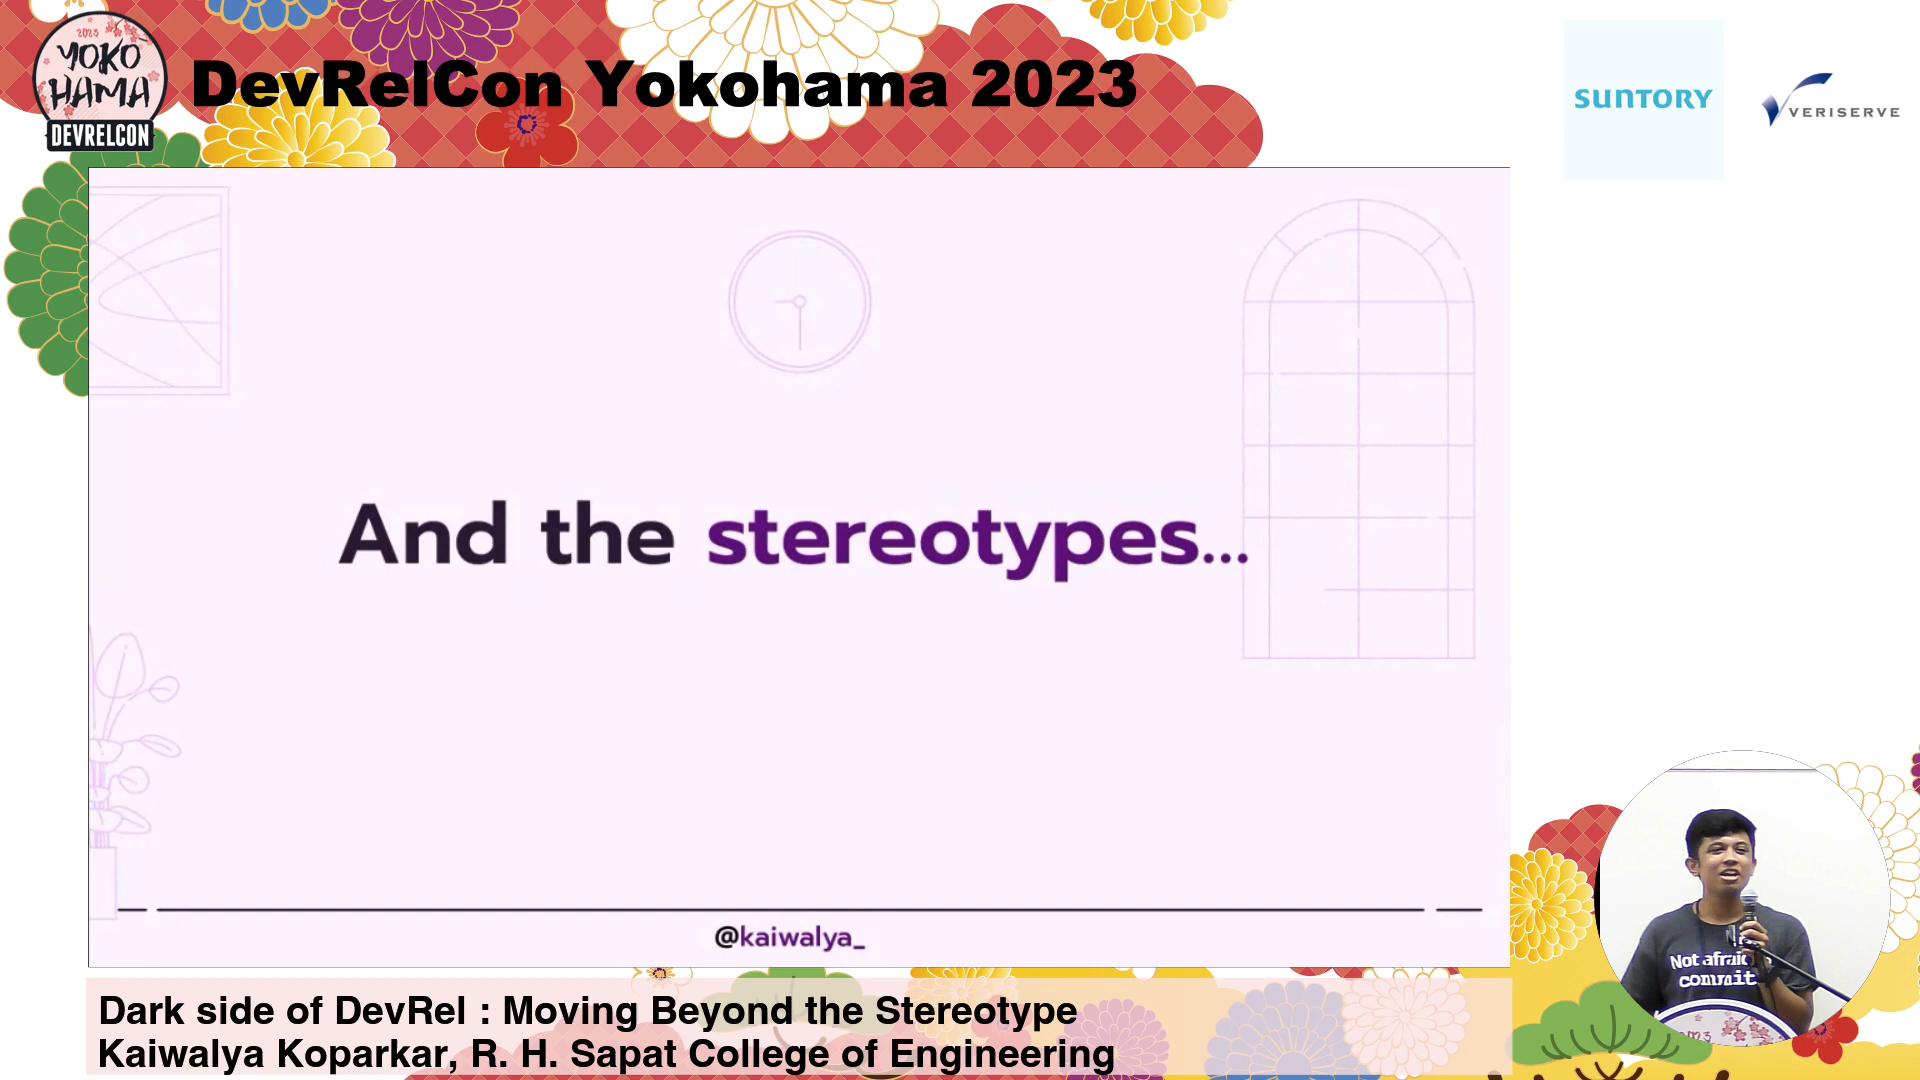 2023
YOKO
HAMA
DEVRELCON
DevRelCon Yokohama 2023
SUNTORY
VERISERVE
And the stereotypes...
@kaiwalya_
Not afraid
commit
2023
Dark side of DevRel : Moving Beyond the Stereotype
Kaiwalya Koparkar, R. H. Sapat College of Engineering